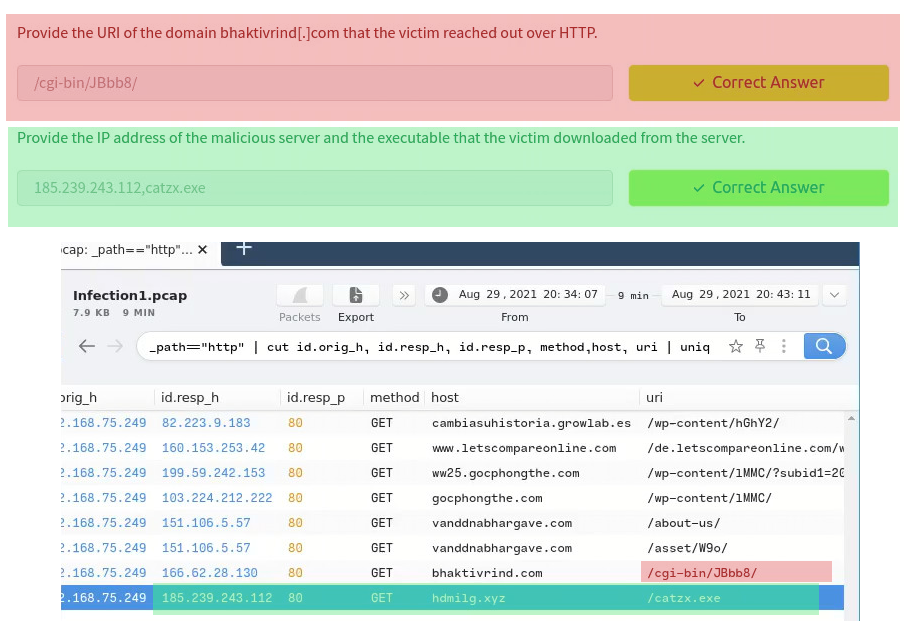 Provide the URI of the domain bhaktivrind[.]com that the victim reached out over HTTP.
/cgi-bin/JBbb8/ ✓ Correct Answer
Provide the IP address of the malicious server and the executable that the victim downloaded from the server.
185.239.243.112,catzx.exe ✓ Correct Answer
cap: _path=="http"... ✕ +
Infection1.pcap
7.9 KB 9 MIN
Packets Export » Aug 29, 2021 20:34:07 9 min Aug 29, 2021 20:43:11
From To
_path=="http" | cut id.orig_h, id.resp_h, id.resp_p, method,host, uri | uniq
orig_h id.resp_h id.resp_p method host uri
2.168.75.249 82.223.9.183 80 GET cambiasuhistoria.growlab.es /wp-content/hGhY2/
2.168.75.249 160.153.253.42 80 GET www.letscompareonline.com /de.letscompareonline.com/w
2.168.75.249 199.59.242.153 80 GET ww25.gocphongthe.com /wp-content/lMMC/?subid1=20
2.168.75.249 103.224.212.222 80 GET gocphongthe.com /wp-content/lMMC/
2.168.75.249 151.106.5.57 80 GET vanddnabhargave.com /about-us/
2.168.75.249 151.106.5.57 80 GET vanddnabhargave.com /asset/W9o/
2.168.75.249 166.62.28.130 80 GET bhaktivrind.com /cgi-bin/JBbb8/
2.168.75.249 185.239.243.112 80 GET hdmilg.xyz /catzx.exe